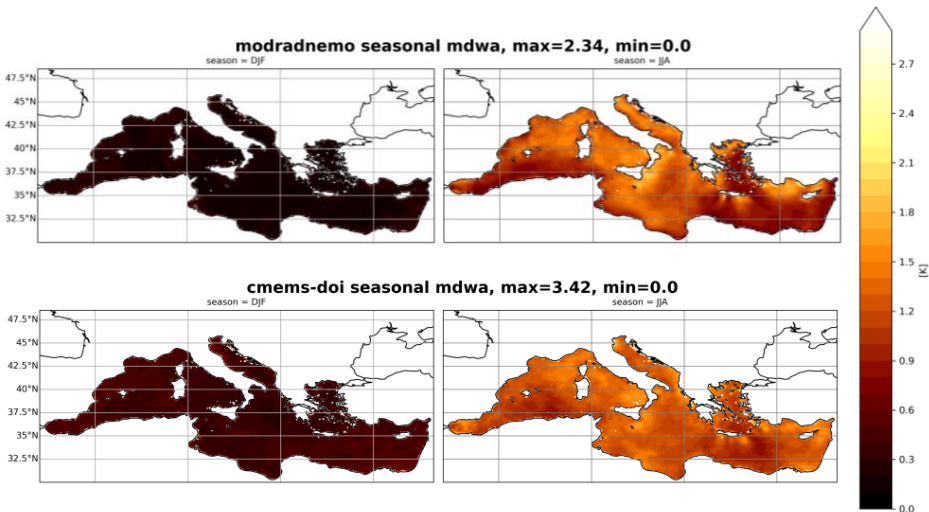 modradnemo seasonal mdwa, max=2.34, min=0.0
season = DJF
season = JJA
47.5°N
45°N
42.5°N
40°N
37.5°N
35°N
32.5°N
cmems-doi seasonal mdwa, max=3.42, min=0.0
season = DJF
season = JJA
47.5°N
45°N
42.5°N
40°N
37.5°N
35°N
32.5°N
2.7
2.4
2.1
1.8
1.5
1.2
0.9
0.6
0.3
0.0
[K]